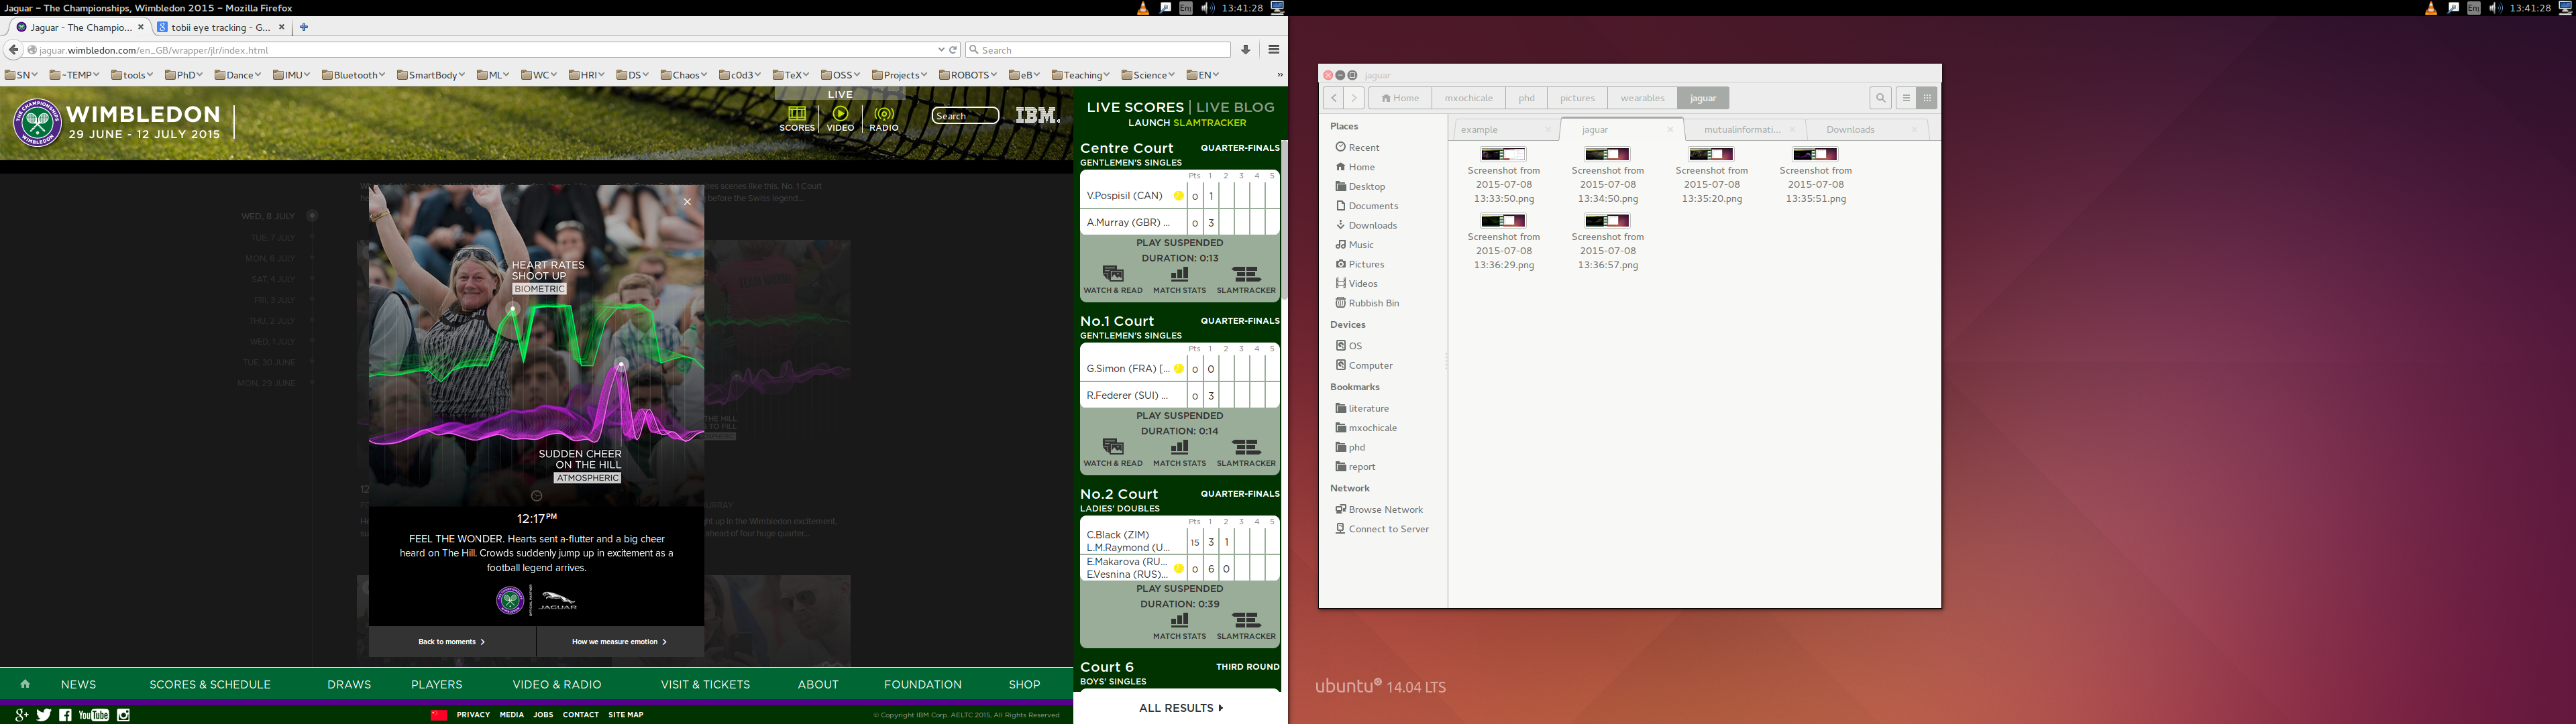 Jaguar – The Championships, Wimbledon 2015 – Mozilla Firefox
En
13:41:28
Jaguar - The Champio...
tobii eye tracking - G...
jaguar.wimbledon.com/en_GB/wrapper/jlr/index.html
Search
SN
~TEMP
tools
PhD
Dance
IMU
Bluetooth
SmartBody
ML
WC
HRI
DS
Chaos
c0d3
TeX
OSS
Projects
ROBOTS
eB
Teaching
Science
EN
WIMBLEDON
29 JUNE - 12 JULY 2015
LIVE
SCORES
VIDEO
RADIO
Search
IBM
WED, 8 JULY
TUE, 7 JULY
MON, 6 JULY
SAT, 4 JULY
FRI, 3 JULY
THU, 2 JULY
WED, 1 JULY
TUE, 30 JUNE
MON, 29 JUNE
HEART RATES
SHOOT UP
BIOMETRIC
SUDDEN CHEER
ON THE HILL
ATMOSPHERIC
12:17PM
FEEL THE WONDER. Hearts sent a-flutter and a big cheer
heard on The Hill. Crowds suddenly jump up in excitement as a
football legend arrives.
JAGUAR
Back to moments
How we measure emotion
LIVE SCORES | LIVE BLOG
LAUNCH SLAMTRACKER
Centre Court QUARTER-FINALS
GENTLEMEN'S SINGLES
Pts 1 2 3 4 5
V.Pospisil (CAN) 0 1
A.Murray (GBR) ... 0 3
PLAY SUSPENDED
DURATION: 0:13
WATCH & READ MATCH STATS SLAMTRACKER
No.1 Court QUARTER-FINALS
GENTLEMEN'S SINGLES
Pts 1 2 3 4 5
G.Simon (FRA) [... 0 0
R.Federer (SUI) ... 0 3
PLAY SUSPENDED
DURATION: 0:14
WATCH & READ MATCH STATS SLAMTRACKER
No.2 Court QUARTER-FINALS
LADIES' DOUBLES
Pts 1 2 3 4 5
C.Black (ZIM)
L.M.Raymond (U... 15 3 1
E.Makarova (RU...
E.Vesnina (RUS)... 0 6 0
PLAY SUSPENDED
DURATION: 0:39
MATCH STATS SLAMTRACKER
Court 6 THIRD ROUND
BOYS' SINGLES
ALL RESULTS
NEWS
SCORES & SCHEDULE
DRAWS
PLAYERS
VIDEO & RADIO
VISIT & TICKETS
ABOUT
FOUNDATION
SHOP
g+
YouTube
PRIVACY
MEDIA
JOBS
CONTACT
SITE MAP
© Copyright IBM Corp. AELTC 2015, All Rights Reserved
En
13:41:28
jaguar
Home
mxochicale
phd
pictures
wearables
jaguar
Places
Recent
Home
Desktop
Documents
Downloads
Music
Pictures
Videos
Rubbish Bin
Devices
OS
Computer
Bookmarks
literature
mxochicale
phd
report
Network
Browse Network
Connect to Server
example
jaguar
mutualinformati...
Downloads
Screenshot from
2015-07-08
13:33:50.png
Screenshot from
2015-07-08
13:34:50.png
Screenshot from
2015-07-08
13:35:20.png
Screenshot from
2015-07-08
13:35:51.png
Screenshot from
2015-07-08
13:36:29.png
Screenshot from
2015-07-08
13:36:57.png
ubuntu 14.04 LTS